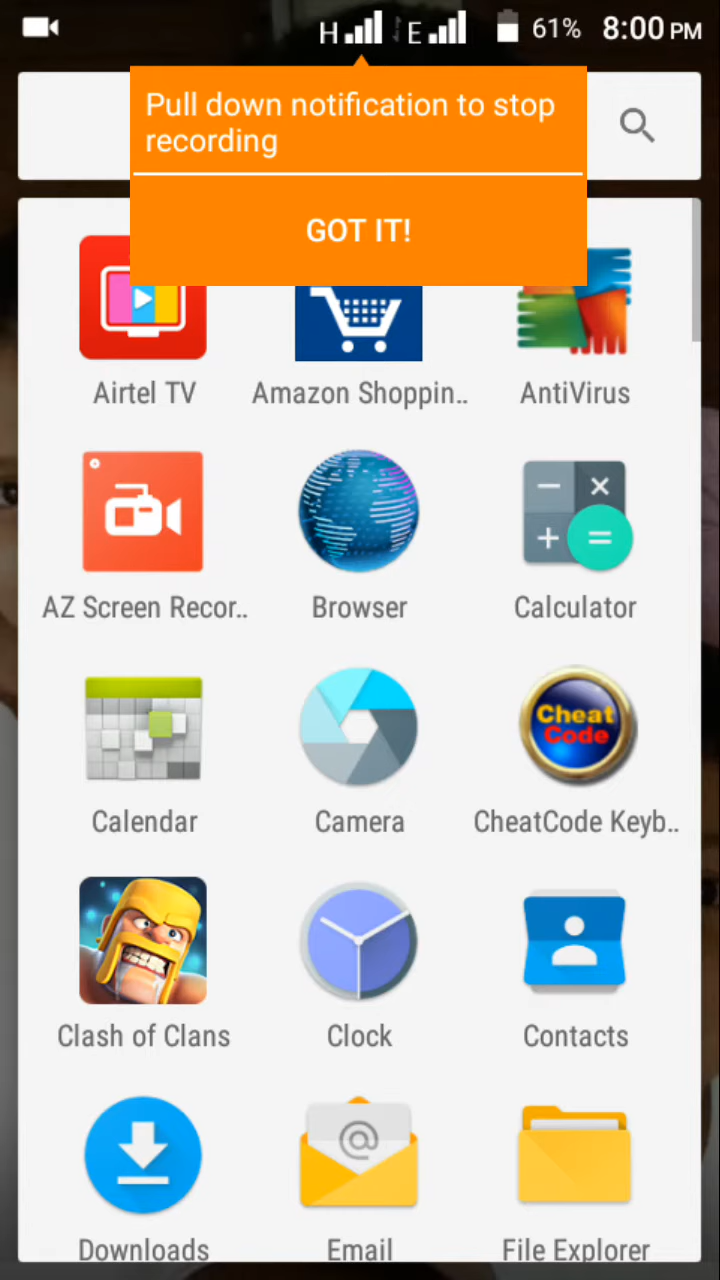 H E 61% 8:00 PM
Pull down notification to stop
recording
GOT IT!
Airtel TV Amazon Shoppin.. AntiVirus
AZ Screen Recor.. Browser Calculator
Cheat
Code
Calendar Camera CheatCode Keyb..
Clash of Clans Clock Contacts
@
Downloads Email File Explorer